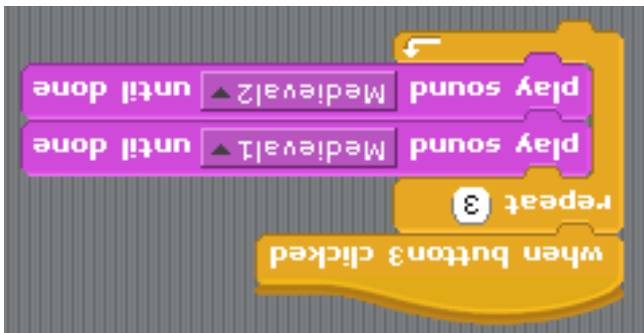 when button3 clicked
repeat 3
play sound Medieval1 until done
play sound Medieval2 until done